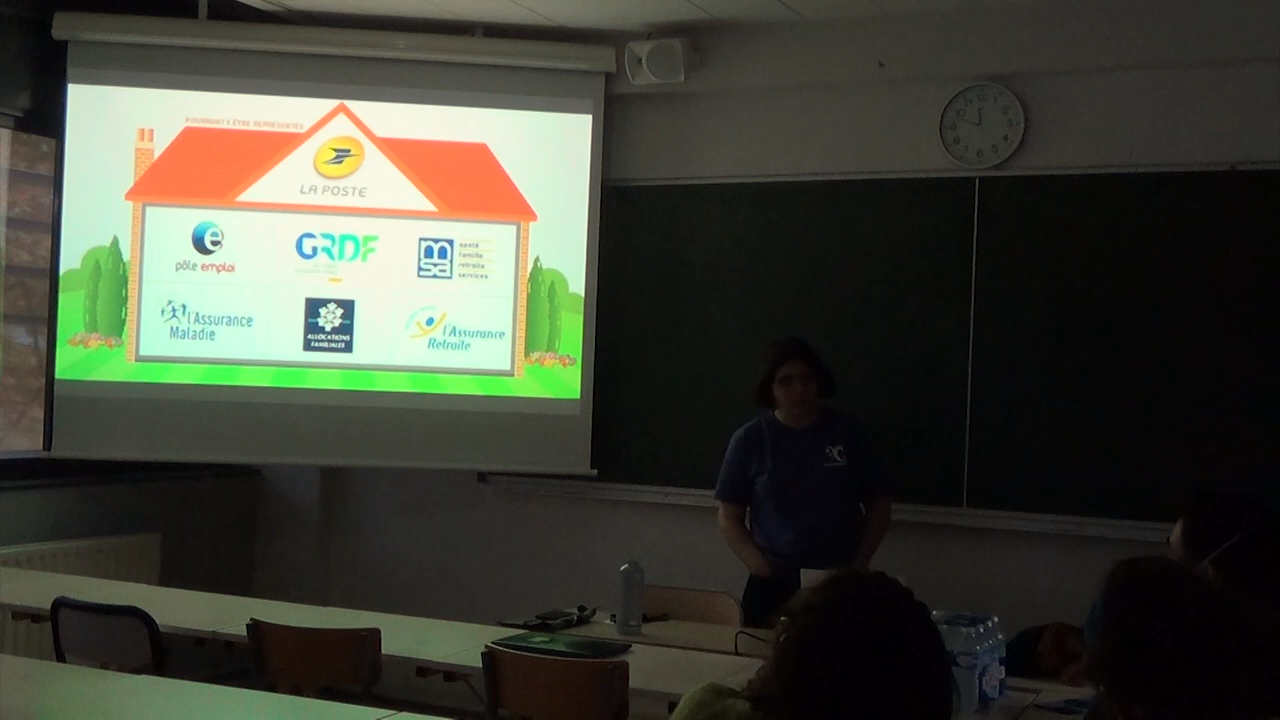 POURRONT Y ÊTRE REPRÉSENTÉS
LA POSTE
pôle emploi
GRDF
msa
santé
famille
retraite
services
l'Assurance
Maladie
ALLOCATIONS
FAMILIALES
l'Assurance
Retraite